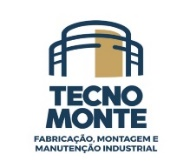 TECNO
MONTE
FABRICAÇÃO, MONTAGEM E
MANUTENÇÃO INDUSTRIAL